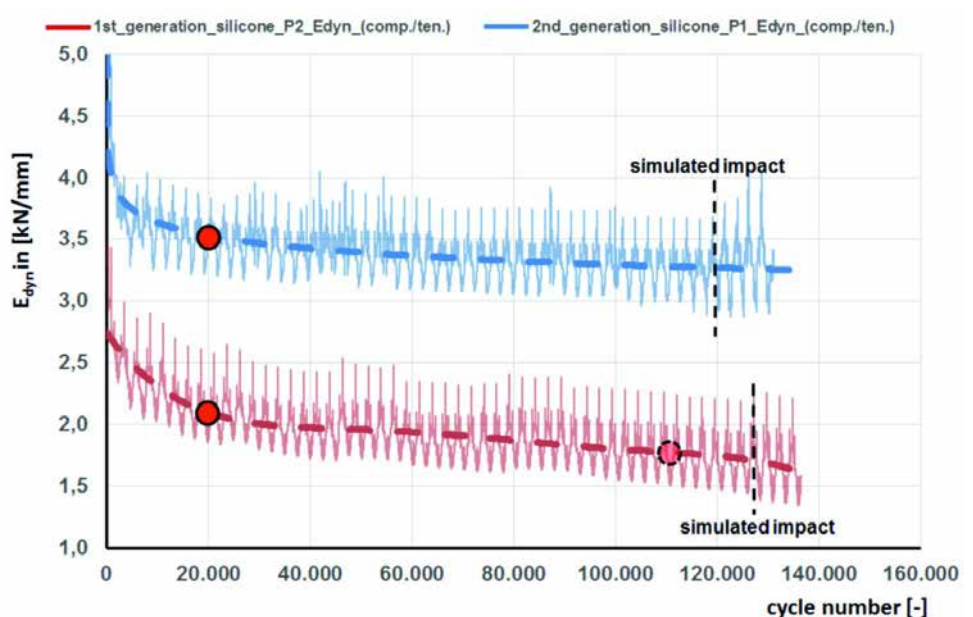 1st_generation_silicone_P2_Edyn_(comp./ten.) 2nd_generation_silicone_P1_Edyn_(comp./ten.)
5,0
4,5
4,0
3,5
3,0
2,5
2,0
1,5
1,0
E_dyn in [kN/mm]
simulated impact
simulated impact
0 20.000 40.000 60.000 80.000 100.000 120.000 140.000 160.000
cycle number [-]